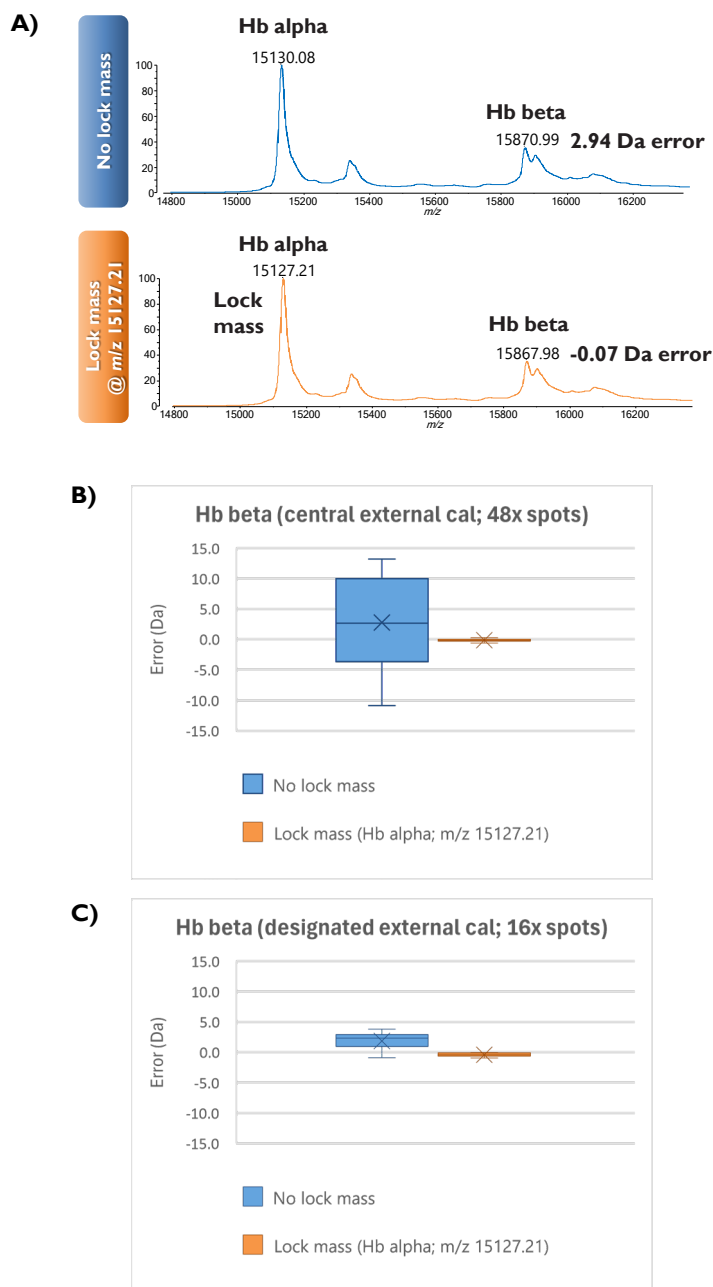 A)
No lock mass
Hb alpha
15130.08
Hb beta
15870.99 2.94 Da error
100
80
60
40
20
0
14800 15000 15200 15400 15600 15800 16000 16200
m/z
Lock mass
@ m/z 15127.21
Hb alpha
15127.21
Lock
mass
Hb beta
15867.98 -0.07 Da error
100
80
60
40
20
0
14800 15000 15200 15400 15600 15800 16000 16200
m/z
B)
Hb beta (central external cal; 48x spots)
Error (Da)
15.0
10.0
5.0
0.0
-5.0
-10.0
-15.0
No lock mass
Lock mass (Hb alpha; m/z 15127.21)
C)
Hb beta (designated external cal; 16x spots)
Error (Da)
15.0
10.0
5.0
0.0
-5.0
-10.0
-15.0
No lock mass
Lock mass (Hb alpha; m/z 15127.21)